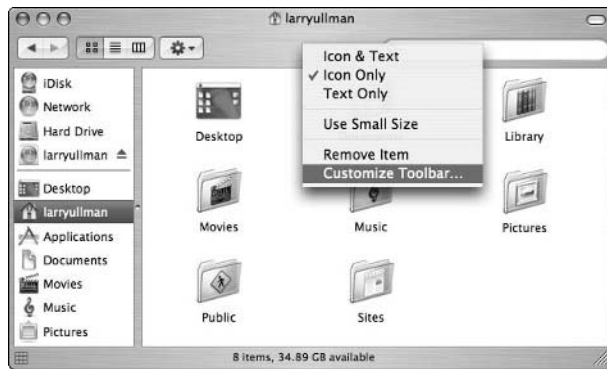 larryullman
Icon & Text
✓ Icon Only
Text Only
Use Small Size
Remove Item
Customize Toolbar...
iDisk
Network
Hard Drive
larryullman
Desktop
larryullman
Applications
Documents
Movies
Music
Pictures
Desktop
Library
Movies
Music
Pictures
Public
Sites
8 items, 34.89 GB available